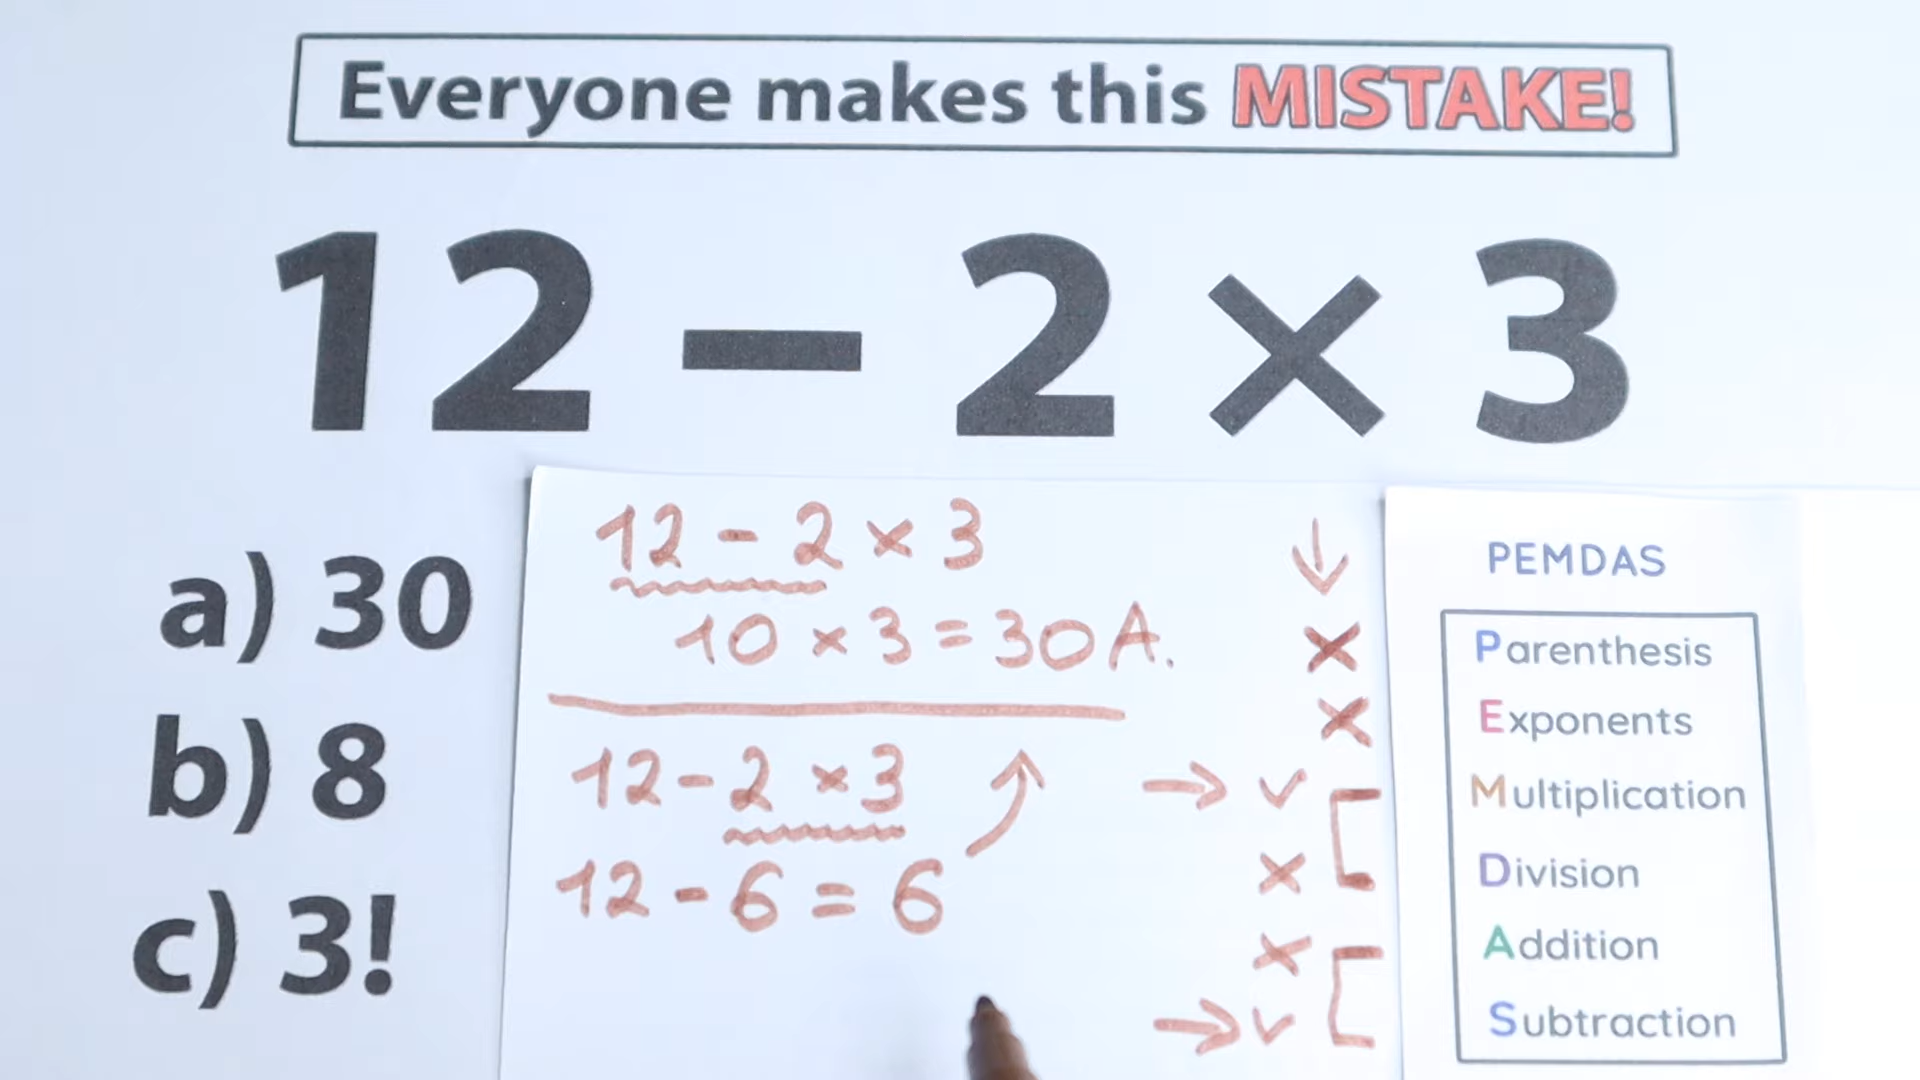 Everyone makes this MISTAKE!
12 − 2 × 3
a) 30
b) 8
c) 3!
12 - 2 × 3
10 × 3 = 30 A.
12 - 2 × 3
12 - 6 = 6
PEMDAS
Parenthesis
Exponents
Multiplication
Division
Addition
Subtraction